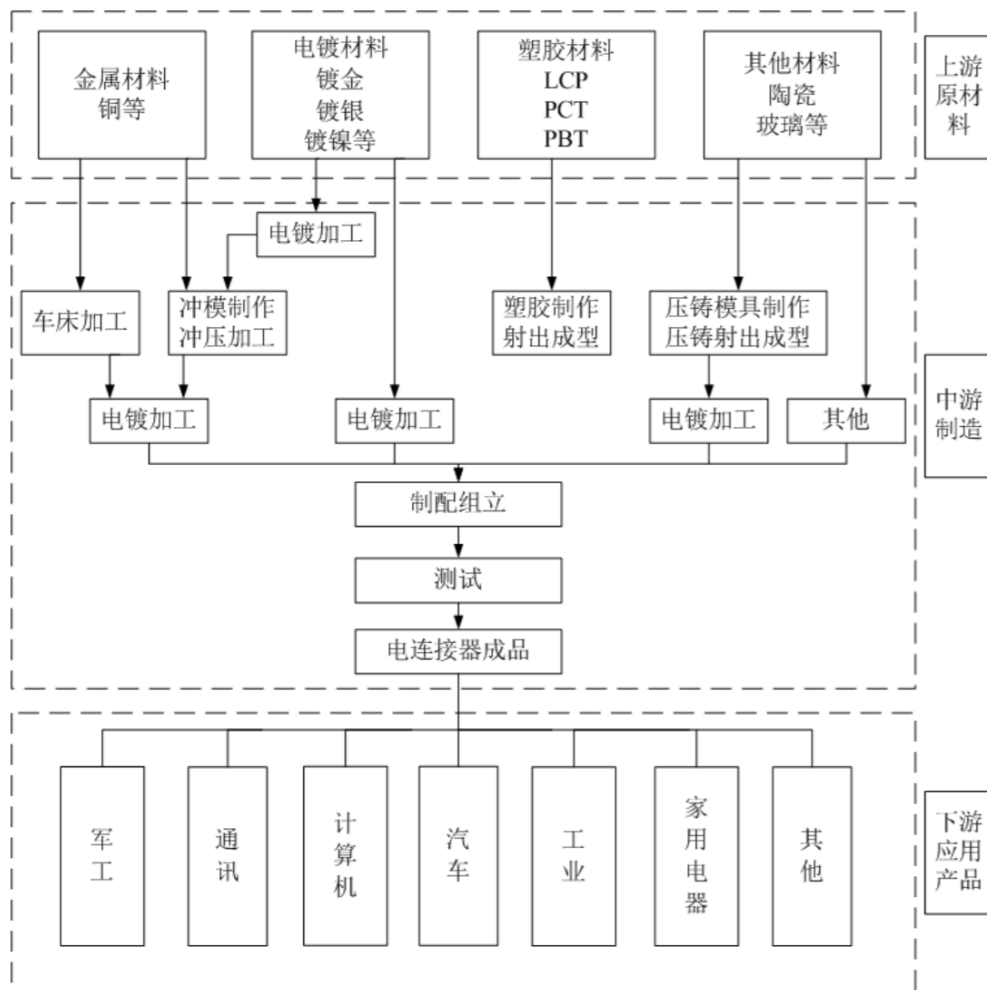 金属材料
铜等
电镀材料
镀金
镀银
镀镍等
塑胶材料
LCP
PCT
PBT
其他材料
陶瓷
玻璃等
上游
原材
料
电镀加工
车床加工
冲模制作
冲压加工
塑胶制作
射出成型
压铸模具制作
压铸射出成型
电镀加工
电镀加工
电镀加工
其他
中游
制造
制配组立
测试
电连接器成品
军
工
通
讯
计
算
机
汽
车
工
业
家
用
电
器
其
他
下游
应用
产品